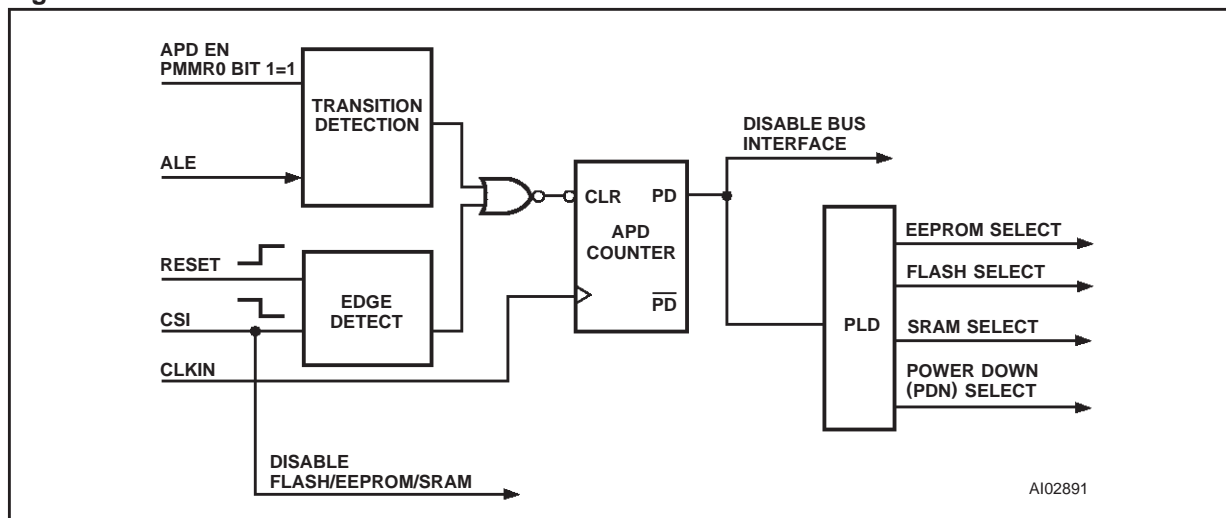 APD EN
PMMR0 BIT 1=1
TRANSITION
DETECTION
ALE
DISABLE BUS
INTERFACE
CLR
PD
APD
COUNTER
PD
EEPROM SELECT
FLASH SELECT
SRAM SELECT
POWER DOWN
(PDN) SELECT
PLD
RESET
EDGE
DETECT
CSI
CLKIN
DISABLE
FLASH/EEPROM/SRAM
AI02891